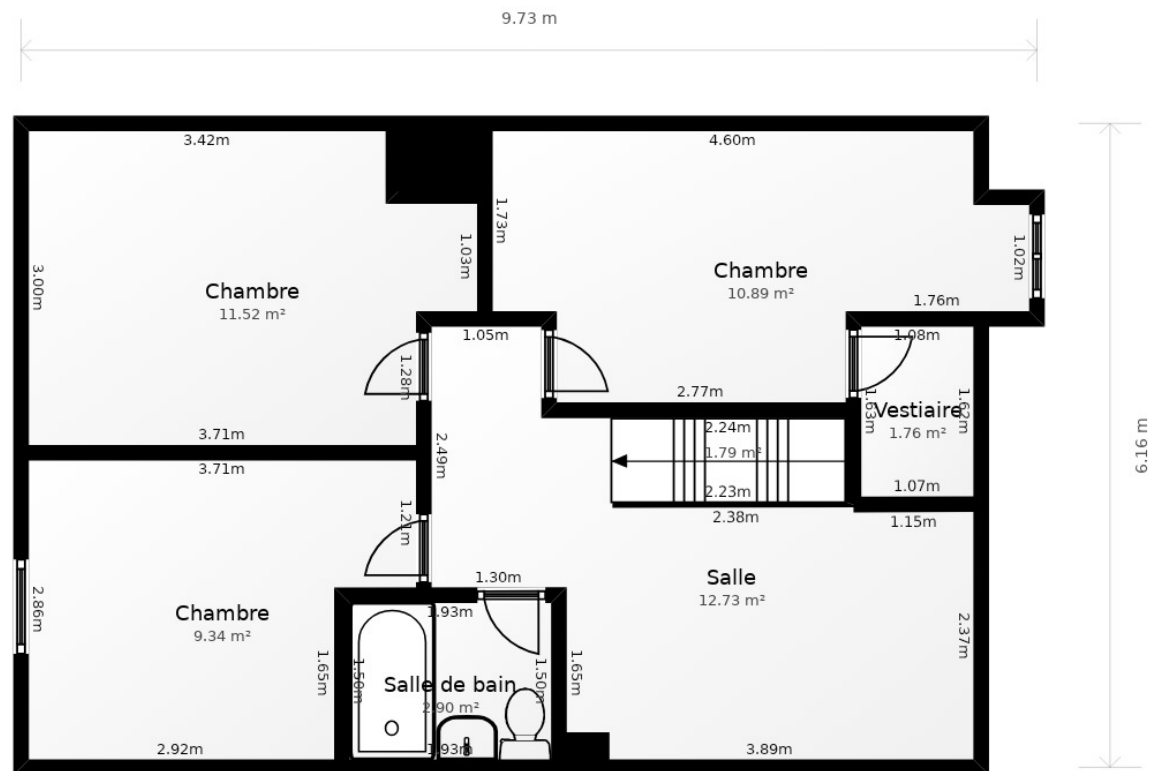 9.73 m
3.42m
4.60m
1.73m
1.03m
1.02m
3.00m
Chambre
11.52 m²
Chambre
10.89 m²
1.76m
1.05m
1.08m
1.28m
2.77m
1.63m
1.62m
Vestiaire
1.76 m²
3.71m
2.24m
1.79 m²
2.49m
6.16 m
3.71m
2.23m
1.07m
2.38m
1.15m
1.21m
1.30m
Salle
12.73 m²
2.86m
Chambre
9.34 m²
1.93m
2.37m
1.65m
1.50m
1.50m
1.65m
Salle de bain
2.90 m²
2.92m
1.93m
3.89m